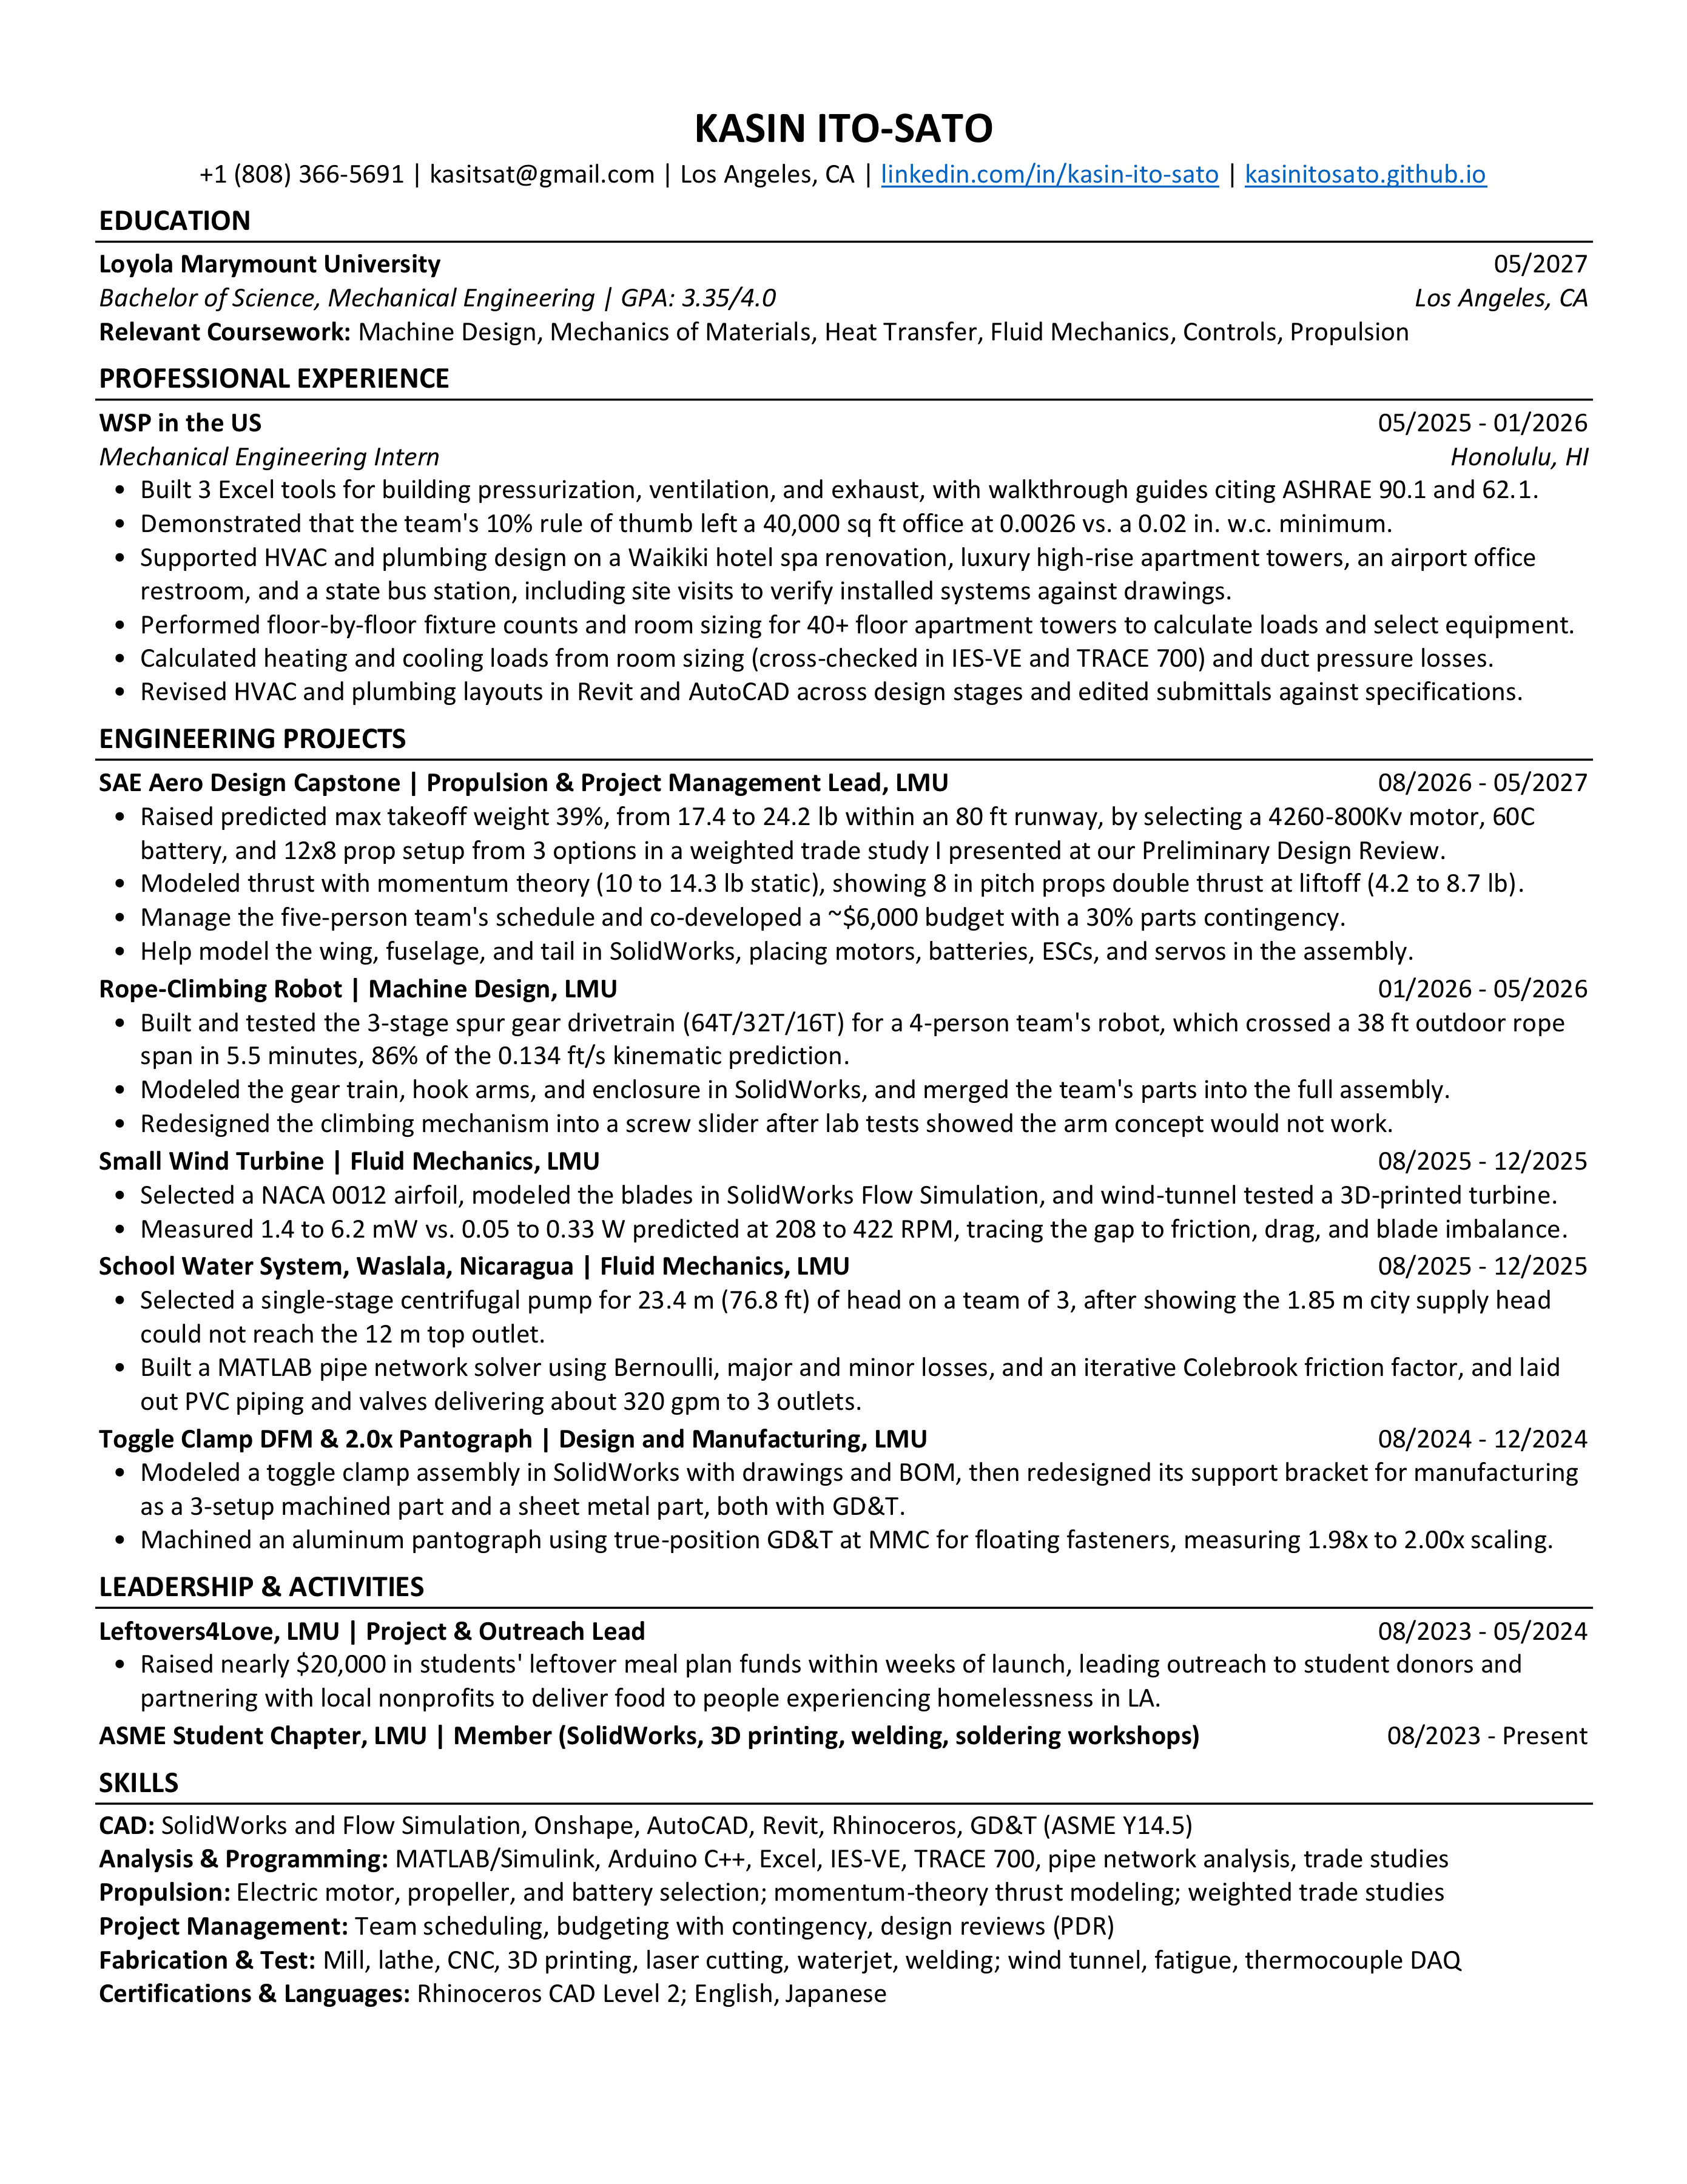 KASIN ITO-SATO
+1 (808) 366-5691 | kasitsat@gmail.com | Los Angeles, CA | linkedin.com/in/kasin-ito-sato | kasinitosato.github.io
EDUCATION
Loyola Marymount University 05/2027
Bachelor of Science, Mechanical Engineering | GPA: 3.35/4.0 Los Angeles, CA
Relevant Coursework: Machine Design, Mechanics of Materials, Heat Transfer, Fluid Mechanics, Controls, Propulsion
PROFESSIONAL EXPERIENCE
WSP in the US 05/2025 - 01/2026
Mechanical Engineering Intern Honolulu, HI
• Built 3 Excel tools for building pressurization, ventilation, and exhaust, with walkthrough guides citing ASHRAE 90.1 and 62.1.
• Demonstrated that the team's 10% rule of thumb left a 40,000 sq ft office at 0.0026 vs. a 0.02 in. w.c. minimum.
• Supported HVAC and plumbing design on a Waikiki hotel spa renovation, luxury high-rise apartment towers, an airport office
restroom, and a state bus station, including site visits to verify installed systems against drawings.
• Performed floor-by-floor fixture counts and room sizing for 40+ floor apartment towers to calculate loads and select equipment.
• Calculated heating and cooling loads from room sizing (cross-checked in IES-VE and TRACE 700) and duct pressure losses.
• Revised HVAC and plumbing layouts in Revit and AutoCAD across design stages and edited submittals against specifications.
ENGINEERING PROJECTS
SAE Aero Design Capstone | Propulsion & Project Management Lead, LMU 08/2026 - 05/2027
• Raised predicted max takeoff weight 39%, from 17.4 to 24.2 lb within an 80 ft runway, by selecting a 4260-800Kv motor, 60C
battery, and 12x8 prop setup from 3 options in a weighted trade study I presented at our Preliminary Design Review.
• Modeled thrust with momentum theory (10 to 14.3 lb static), showing 8 in pitch props double thrust at liftoff (4.2 to 8.7 lb).
• Manage the five-person team's schedule and co-developed a ~$6,000 budget with a 30% parts contingency.
• Help model the wing, fuselage, and tail in SolidWorks, placing motors, batteries, ESCs, and servos in the assembly.
Rope-Climbing Robot | Machine Design, LMU 01/2026 - 05/2026
• Built and tested the 3-stage spur gear drivetrain (64T/32T/16T) for a 4-person team's robot, which crossed a 38 ft outdoor rope
span in 5.5 minutes, 86% of the 0.134 ft/s kinematic prediction.
• Modeled the gear train, hook arms, and enclosure in SolidWorks, and merged the team's parts into the full assembly.
• Redesigned the climbing mechanism into a screw slider after lab tests showed the arm concept would not work.
Small Wind Turbine | Fluid Mechanics, LMU 08/2025 - 12/2025
• Selected a NACA 0012 airfoil, modeled the blades in SolidWorks Flow Simulation, and wind-tunnel tested a 3D-printed turbine.
• Measured 1.4 to 6.2 mW vs. 0.05 to 0.33 W predicted at 208 to 422 RPM, tracing the gap to friction, drag, and blade imbalance.
School Water System, Waslala, Nicaragua | Fluid Mechanics, LMU 08/2025 - 12/2025
• Selected a single-stage centrifugal pump for 23.4 m (76.8 ft) of head on a team of 3, after showing the 1.85 m city supply head
could not reach the 12 m top outlet.
• Built a MATLAB pipe network solver using Bernoulli, major and minor losses, and an iterative Colebrook friction factor, and laid
out PVC piping and valves delivering about 320 gpm to 3 outlets.
Toggle Clamp DFM & 2.0x Pantograph | Design and Manufacturing, LMU 08/2024 - 12/2024
• Modeled a toggle clamp assembly in SolidWorks with drawings and BOM, then redesigned its support bracket for manufacturing
as a 3-setup machined part and a sheet metal part, both with GD&T.
• Machined an aluminum pantograph using true-position GD&T at MMC for floating fasteners, measuring 1.98x to 2.00x scaling.
LEADERSHIP & ACTIVITIES
Leftovers4Love, LMU | Project & Outreach Lead 08/2023 - 05/2024
• Raised nearly $20,000 in students' leftover meal plan funds within weeks of launch, leading outreach to student donors and
partnering with local nonprofits to deliver food to people experiencing homelessness in LA.
ASME Student Chapter, LMU | Member (SolidWorks, 3D printing, welding, soldering workshops) 08/2023 - Present
SKILLS
CAD: SolidWorks and Flow Simulation, Onshape, AutoCAD, Revit, Rhinoceros, GD&T (ASME Y14.5)
Analysis & Programming: MATLAB/Simulink, Arduino C++, Excel, IES-VE, TRACE 700, pipe network analysis, trade studies
Propulsion: Electric motor, propeller, and battery selection; momentum-theory thrust modeling; weighted trade studies
Project Management: Team scheduling, budgeting with contingency, design reviews (PDR)
Fabrication & Test: Mill, lathe, CNC, 3D printing, laser cutting, waterjet, welding; wind tunnel, fatigue, thermocouple DAQ
Certifications & Languages: Rhinoceros CAD Level 2; English, Japanese